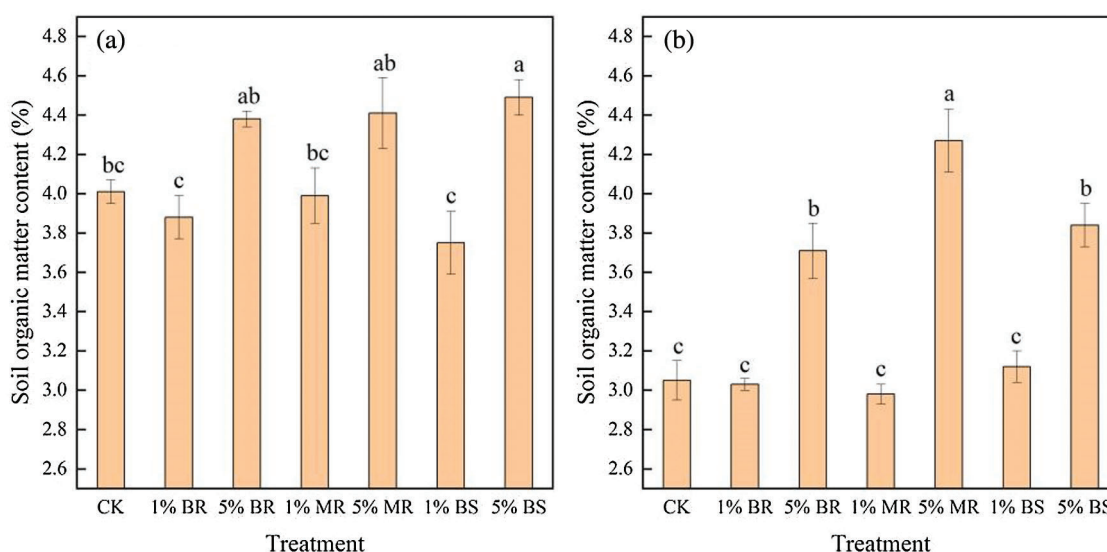 (a)
Soil organic matter content (%)
4.8
4.6
4.4
4.2
4.0
3.8
3.6
3.4
3.2
3.0
2.8
2.6
bc
c
ab
bc
ab
c
a
CK
1% BR
5% BR
1% MR
5% MR
1% BS
5% BS
Treatment
(b)
Soil organic matter content (%)
4.8
4.6
4.4
4.2
4.0
3.8
3.6
3.4
3.2
3.0
2.8
2.6
c
c
b
c
a
c
b
CK
1% BR
5% BR
1% MR
5% MR
1% BS
5% BS
Treatment